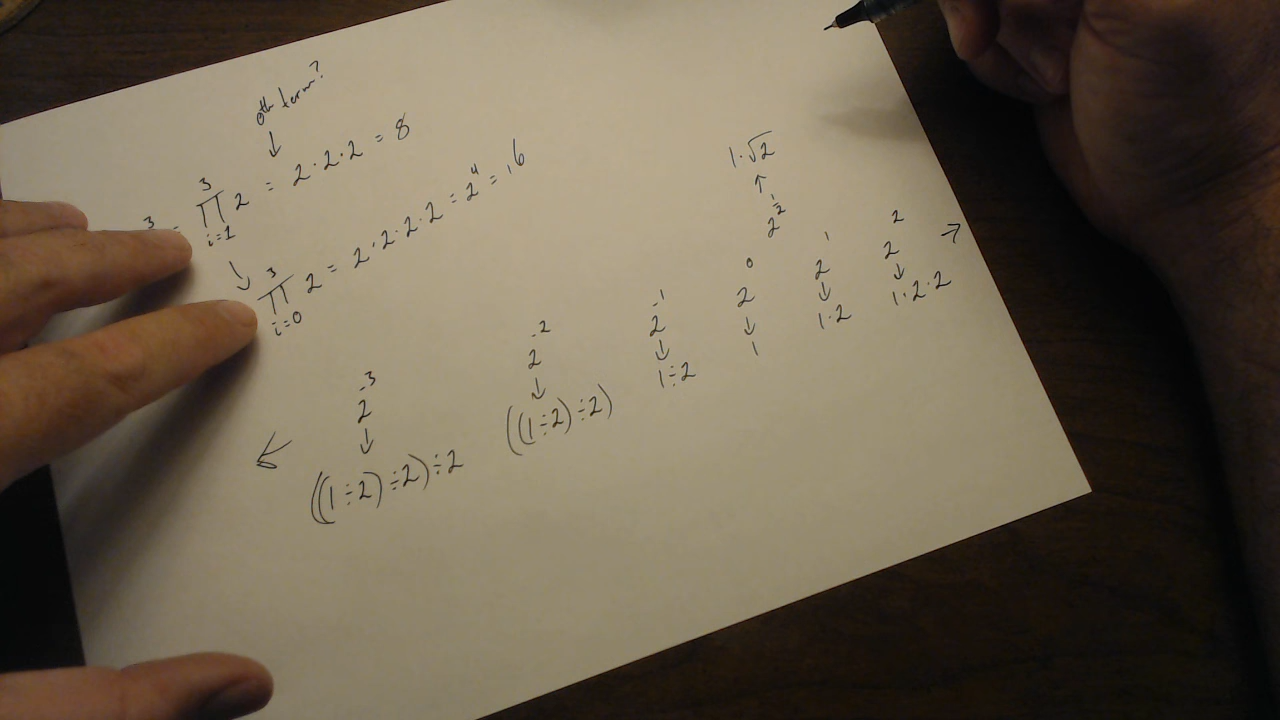 0th term?
↓
3 = ∏_{i=1}^{3} 2 = 2·2·2 = 8
↘
∏_{i=0}^{3} 2 = 2·2·2·2 = 2^4 = 16
1·√2
↑
2^{1/2}
← 2^{-3} 2^{-2} 2^{-1} 2^0 2^1 2^2 →
↓ ↓ ↓ ↓ ↓ ↓
((1÷2)÷2)÷2 ((1÷2)÷2) 1÷2 1 1·2 1·2·2